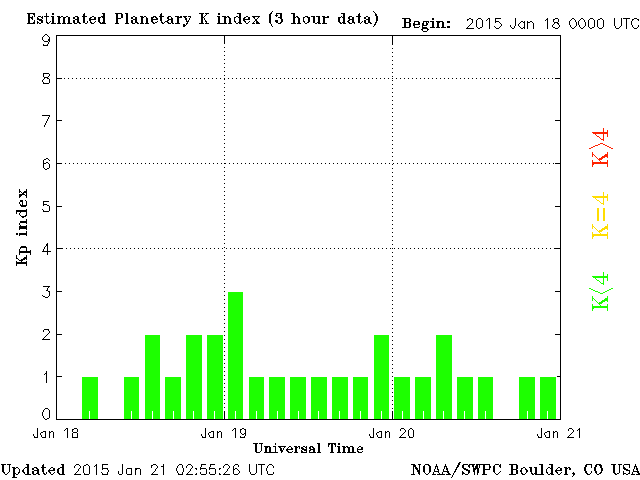 Estimated Planetary K index (3 hour data) Begin: 2015 Jan 18 0000 UTC
9
8
7
6
5
4
3
2
1
0
Kp index
K>4
K=4
K<4
Jan 18 Jan 19 Jan 20 Jan 21
Universal Time
Updated 2015 Jan 21 02:55:26 UTC NOAA/SWPC Boulder, CO USA